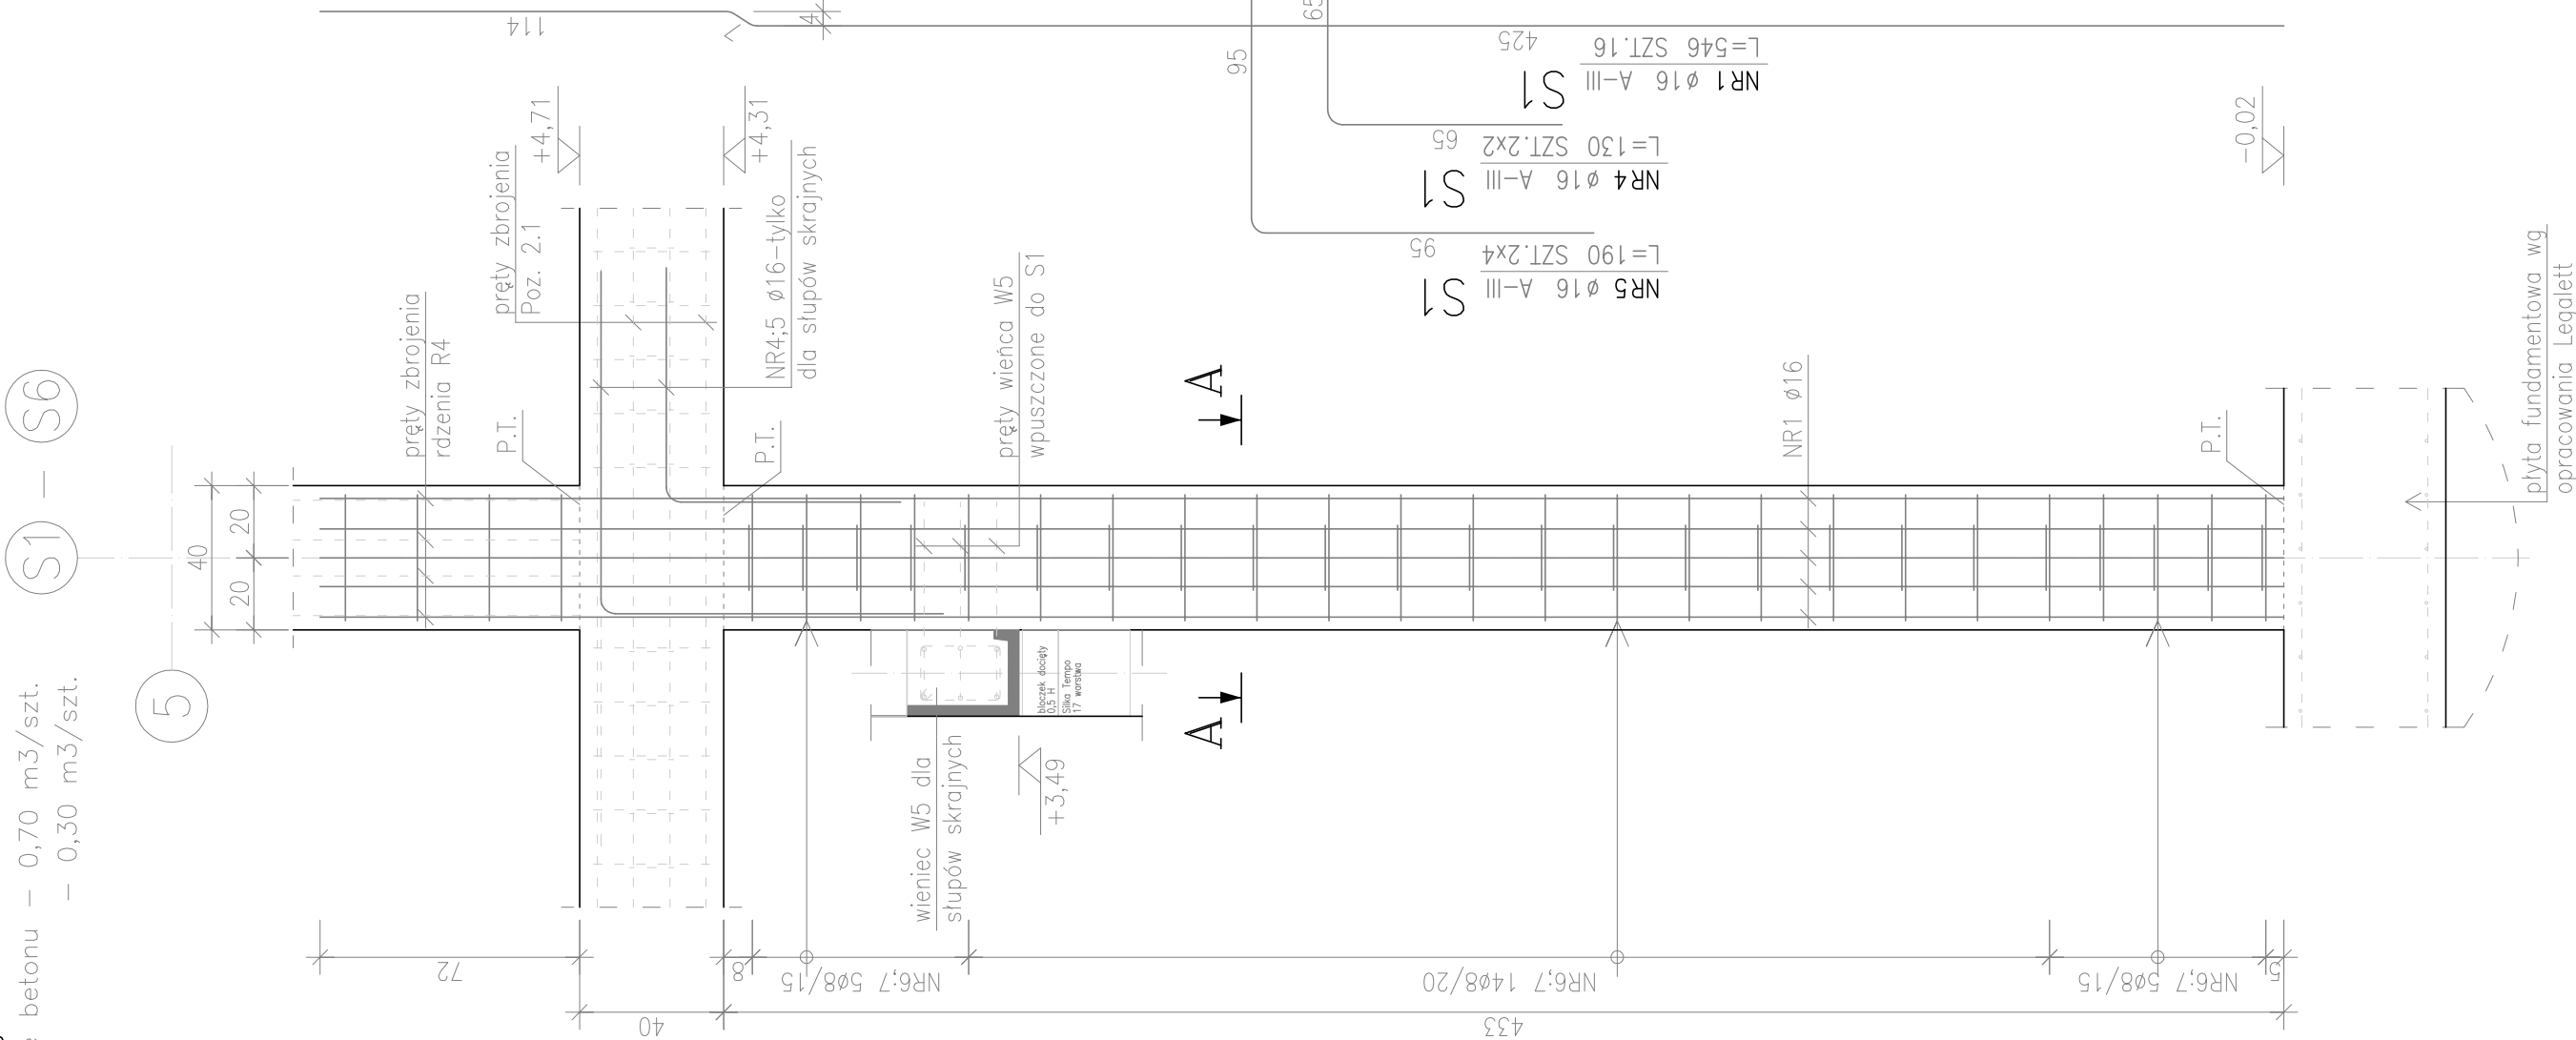 S1 – S6
5
betonu – 0,70 m3/szt.
– 0,30 m3/szt.
40
20
20
114
4
65
95
425
NR1 ø16 A-III
L=546 SZT.16
S1
65
NR4 ø16 A-III
L=130 SZT.2x2
S1
95
NR5 ø16 A-III
L=190 SZT.2x4
S1
+4,71
+4,31
-0,02
+3,49
pręty zbrojenia
rdzenia R4
pręty zbrojenia
Poz. 2.1
P.T.
P.T.
P.T.
NR4;5 ø16-tylko
dla słupów skrajnych
pręty wieńca W5
wpuszczone do S1
A
A
NR1 ø16
płyta fundamentowa wg
opracowania Legalett
wieniec W5 dla
słupów skrajnych
bloczek docięty
0,5 H
Silka Tempo
17 warstwa
72
8
NR6;7 5ø8/15
NR6;7 14ø8/20
NR6;7 5ø8/15
5
40
433